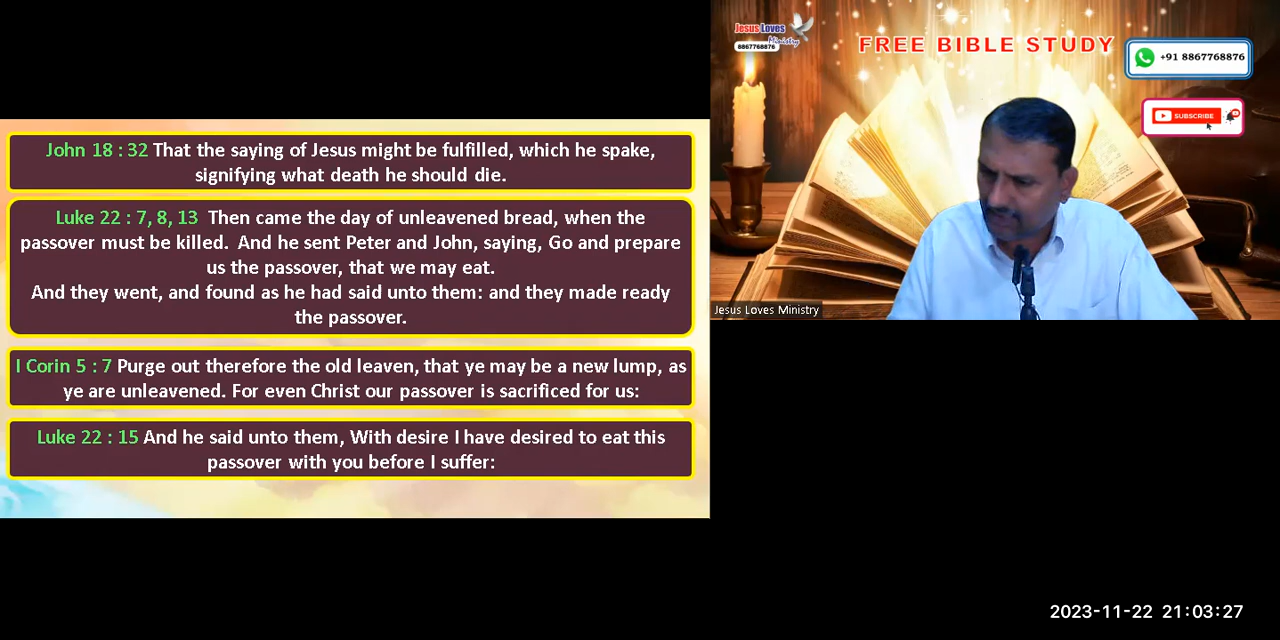 John 18 : 32 That the saying of Jesus might be fulfilled, which he spake,
signifying what death he should die.
Luke 22 : 7, 8, 13 Then came the day of unleavened bread, when the
passover must be killed. And he sent Peter and John, saying, Go and prepare
us the passover, that we may eat.
And they went, and found as he had said unto them: and they made ready
the passover.
I Corin 5 : 7 Purge out therefore the old leaven, that ye may be a new lump, as
ye are unleavened. For even Christ our passover is sacrificed for us:
Luke 22 : 15 And he said unto them, With desire I have desired to eat this
passover with you before I suffer:
Jesus Loves
Ministry
8867768876
FREE BIBLE STUDY
+91 8867768876
SUBSCRIBE
Jesus Loves Ministry
2023-11-22 21:03:27